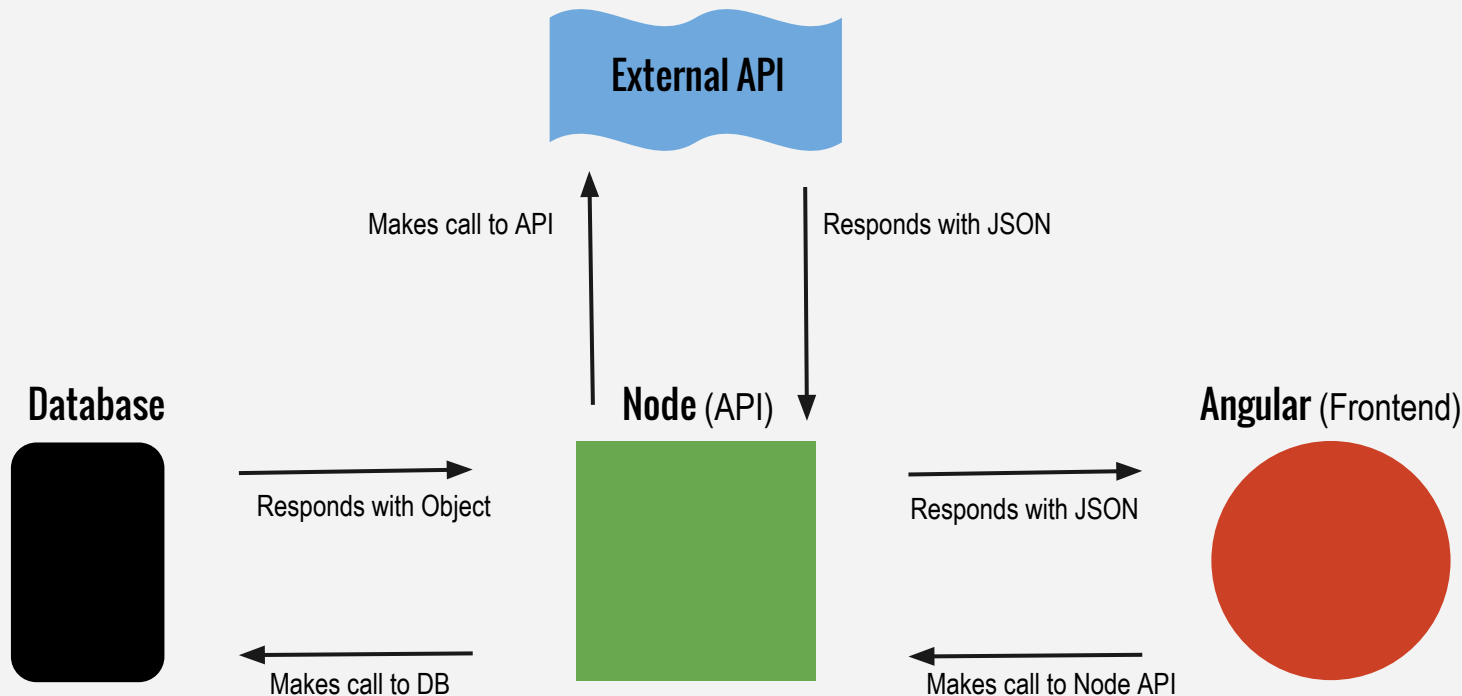 External API
Makes call to API
Responds with JSON
Database
Node (API)
Angular (Frontend)
Responds with Object
Responds with JSON
Makes call to DB
Makes call to Node API